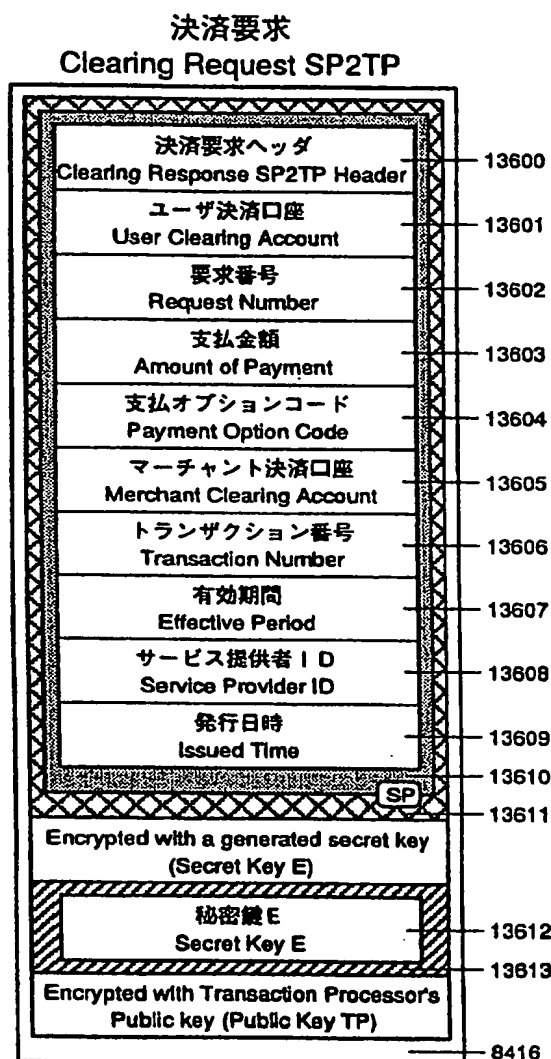 決済要求
Clearing Request SP2TP
決済要求ヘッダ
Clearing Response SP2TP Header
13600
ユーザ決済口座
User Clearing Account
13601
要求番号
Request Number
13602
支払金額
Amount of Payment
13603
支払オプションコード
Payment Option Code
13604
マーチャント決済口座
Merchant Clearing Account
13605
トランザクション番号
Transaction Number
13606
有効期間
Effective Period
13607
サービス提供者ID
Service Provider ID
13608
発行日時
Issued Time
13609
13610
SP
13611
Encrypted with a generated secret key
(Secret Key E)
秘密鍵E
Secret Key E
13612
13613
Encrypted with Transaction Processor's
Public key (Public Key TP)
8416